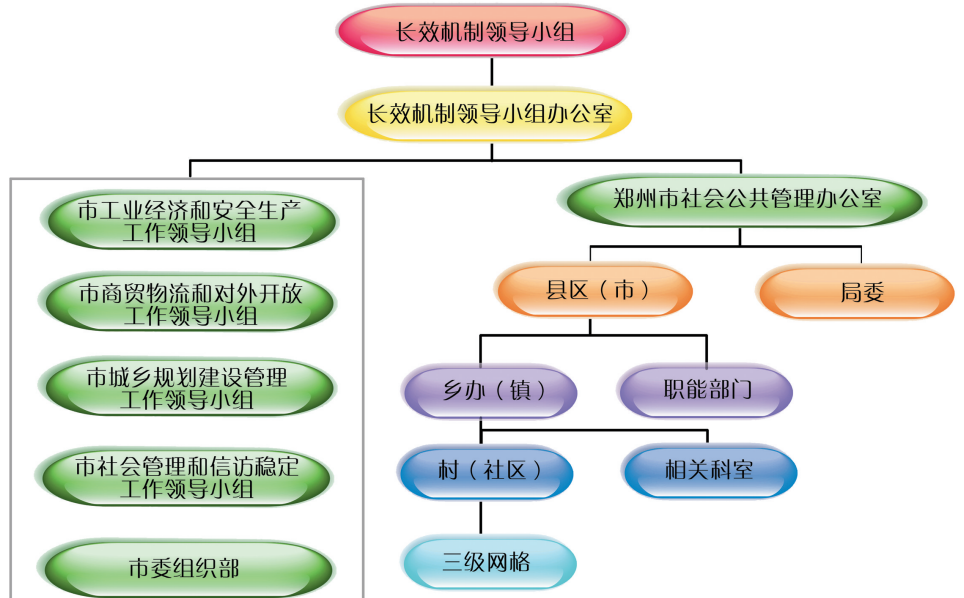 长效机制领导小组
长效机制领导小组办公室
市工业经济和安全生产
工作领导小组
市商贸物流和对外开放
工作领导小组
市城乡规划建设管理
工作领导小组
市社会管理和信访稳定
工作领导小组
市委组织部
郑州市社会公共管理办公室
县区（市）
局委
乡办（镇）
职能部门
村（社区）
相关科室
三级网格